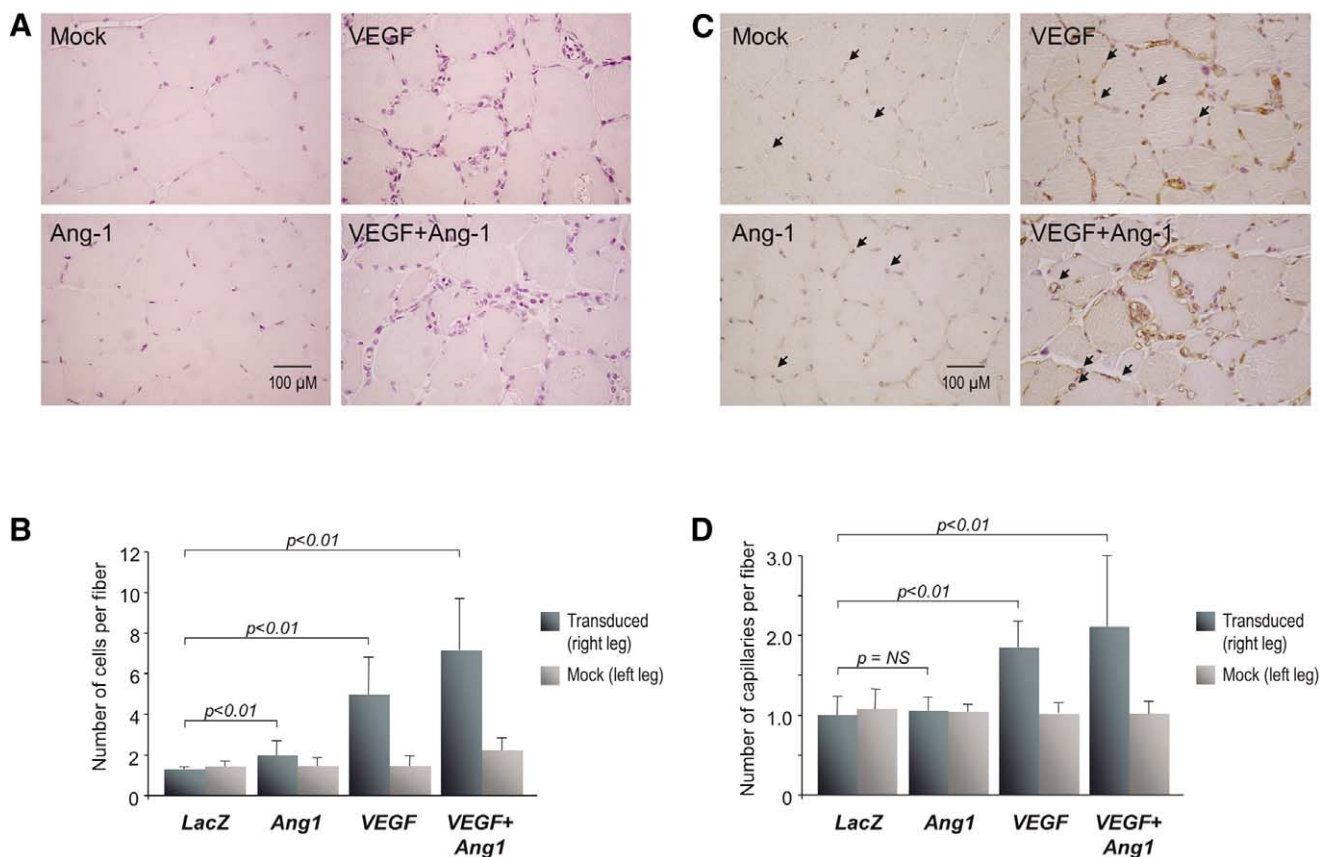 A
Mock
VEGF
Ang-1
VEGF+Ang-1
100 µM
C
Mock
VEGF
Ang-1
VEGF+Ang-1
100 µM
B
Number of cells per fiber
12
10
8
6
4
2
0
p<0.01
p<0.01
p<0.01
LacZ
Ang1
VEGF
VEGF+
Ang1
Transduced
(right leg)
Mock (left leg)
D
Number of capillaries per fiber
3.0
2.0
1.0
0.0
p<0.01
p<0.01
p = NS
LacZ
Ang1
VEGF
VEGF+
Ang1
Transduced
(right leg)
Mock (left leg)